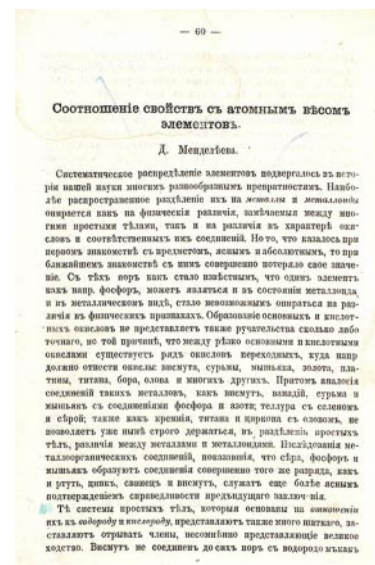 — 60 —
Соотношеніе свойствъ съ атомнымъ вѣсомъ
элементовъ.
Д. Менделѣева.
Систематическое распредѣленіе элементовъ подвергалось въ исто-
ріи нашей науки многимъ разнообразнымъ превратностямъ. Наибо-
лѣе распространенное раздѣленіе ихъ на металлы и металлоиды
опирается какъ на физическія различія, замѣчаемыя между мно-
гими простыми тѣлами, такъ и на различія въ характерѣ оки-
словъ и соотвѣтственныхъ имъ соединеній. Но то, что казалось при
первомъ знакомствѣ съ предметомъ, яснымъ и абсолютнымъ, то при
ближайшемъ знакомствѣ съ нимъ совершенно потеряло свое значе-
ніе. Съ тѣхъ поръ какъ стало извѣстнымъ, что одинъ элементъ
какъ напр. фосфоръ, можетъ являться и въ состояніи металлоида
и въ металлическомъ видѣ, стало невозможнымъ опираться на раз-
личія въ физическихъ признакахъ. Образованіе основныхъ и кислот-
ныхъ окисловъ не представляетъ также ручательства сколько либо
точнаго, по той причинѣ, что между рѣзко основными и кислотными
окислами существуетъ рядъ окисловъ переходныхъ, куда напр
должно отнести окислы: висмута, сурьмы, мышьяка, золота, пла-
тины, титана, бора, олова и многихъ другихъ. Притомъ аналогія
соединеній такихъ металловъ, какъ висмутъ, ванадій, сурьма и
мышьякъ съ соединеніями фосфора и азота; теллура съ селеномъ
и сѣрой; также какъ кремнія, титана и циркона съ оловомъ, не
позволяетъ уже нынѣ строго держаться, въ раздѣленіи простыхъ
тѣлъ, различія между металлами и металлоидами. Изслѣдованія ме-
таллоорганическихъ соединеній, показавшія, что сѣра, фосфоръ и
мышьякъ образуютъ соединенія совершенно того же разряда, какъ
и ртуть, цинкъ, свинецъ и висмутъ, служатъ еще болѣе яснымъ
подтвержденіемъ справедливости предъидущаго заключ-нія.
Тѣ системы простыхъ тѣлъ, которыя основаны на отношеніи
ихъ къ водороду и кислороду, представляютъ также много шаткаго, за-
ставляютъ отрывать члены, несомнѣнно представляющіе великое
сходство. Висмутъ не соединенъ до сихъ поръ съ водородомъ какъ